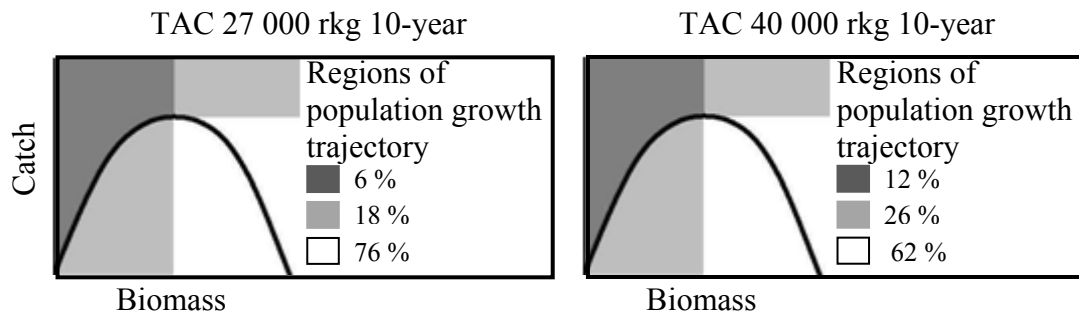 TAC 27 000 rkg 10-year
Regions of
population growth
trajectory
6 %
18 %
76 %
Catch
Biomass
TAC 40 000 rkg 10-year
Regions of
population growth
trajectory
12 %
26 %
62 %
Biomass